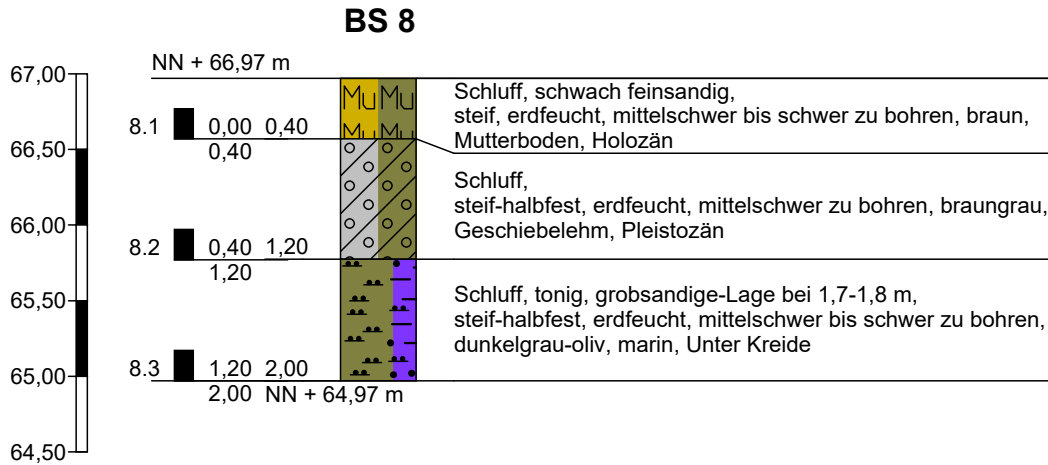 BS 8
NN + 66,97 m
67,00
66,50
66,00
65,50
65,00
64,50
Mu Mu
Mu Mu
8.1 0,00 0,40
0,40
Schluff, schwach feinsandig,
steif, erdfeucht, mittelschwer bis schwer zu bohren, braun,
Mutterboden, Holozän
8.2 0,40 1,20
1,20
Schluff,
steif-halbfest, erdfeucht, mittelschwer zu bohren, braungrau,
Geschiebelehm, Pleistozän
8.3 1,20 2,00
2,00 NN + 64,97 m
Schluff, tonig, grobsandige-Lage bei 1,7-1,8 m,
steif-halbfest, erdfeucht, mittelschwer bis schwer zu bohren,
dunkelgrau-oliv, marin, Unter Kreide